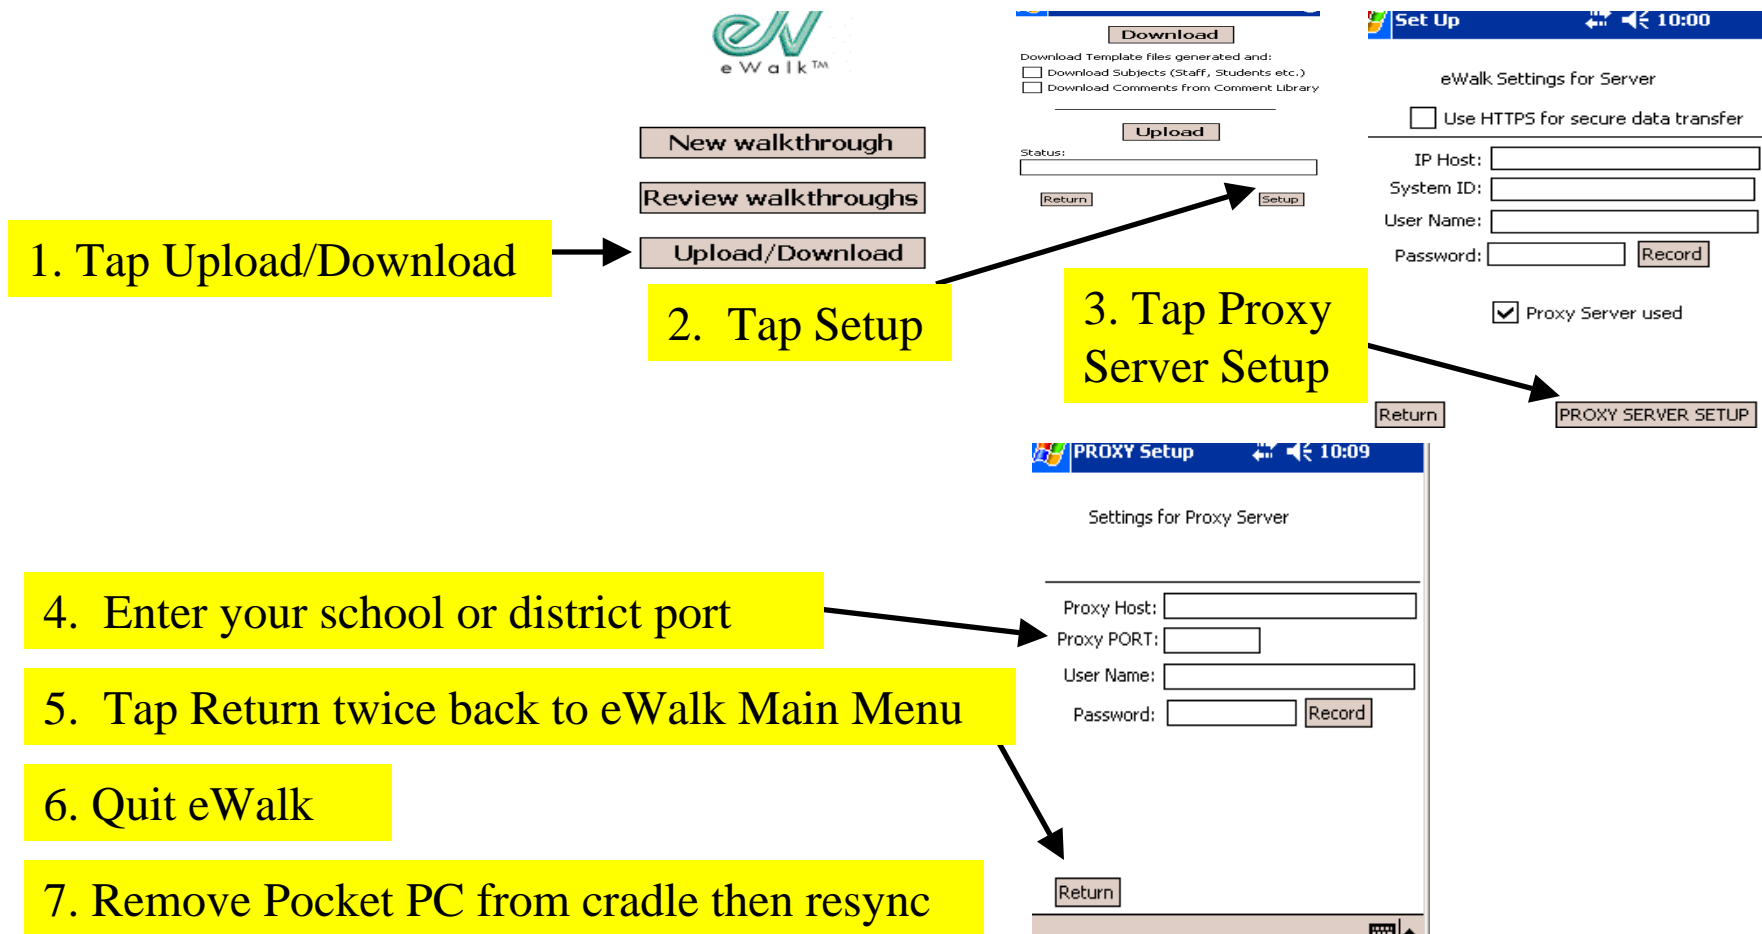 eWalk™
New walkthrough
Review walkthroughs
Upload/Download
1. Tap Upload/Download
2. Tap Setup
Download
Download Template files generated and:
Download Subjects (Staff, Students etc.)
Download Comments from Comment Library
Upload
Status:
Return
Setup
3. Tap Proxy
Server Setup
Set Up
10:00
eWalk Settings for Server
Use HTTPS for secure data transfer
IP Host:
System ID:
User Name:
Password:
Record
Proxy Server used
Return
PROXY SERVER SETUP
PROXY Setup
10:09
Settings for Proxy Server
Proxy Host:
Proxy PORT:
User Name:
Password:
Record
Return
4. Enter your school or district port
5. Tap Return twice back to eWalk Main Menu
6. Quit eWalk
7. Remove Pocket PC from cradle then resync